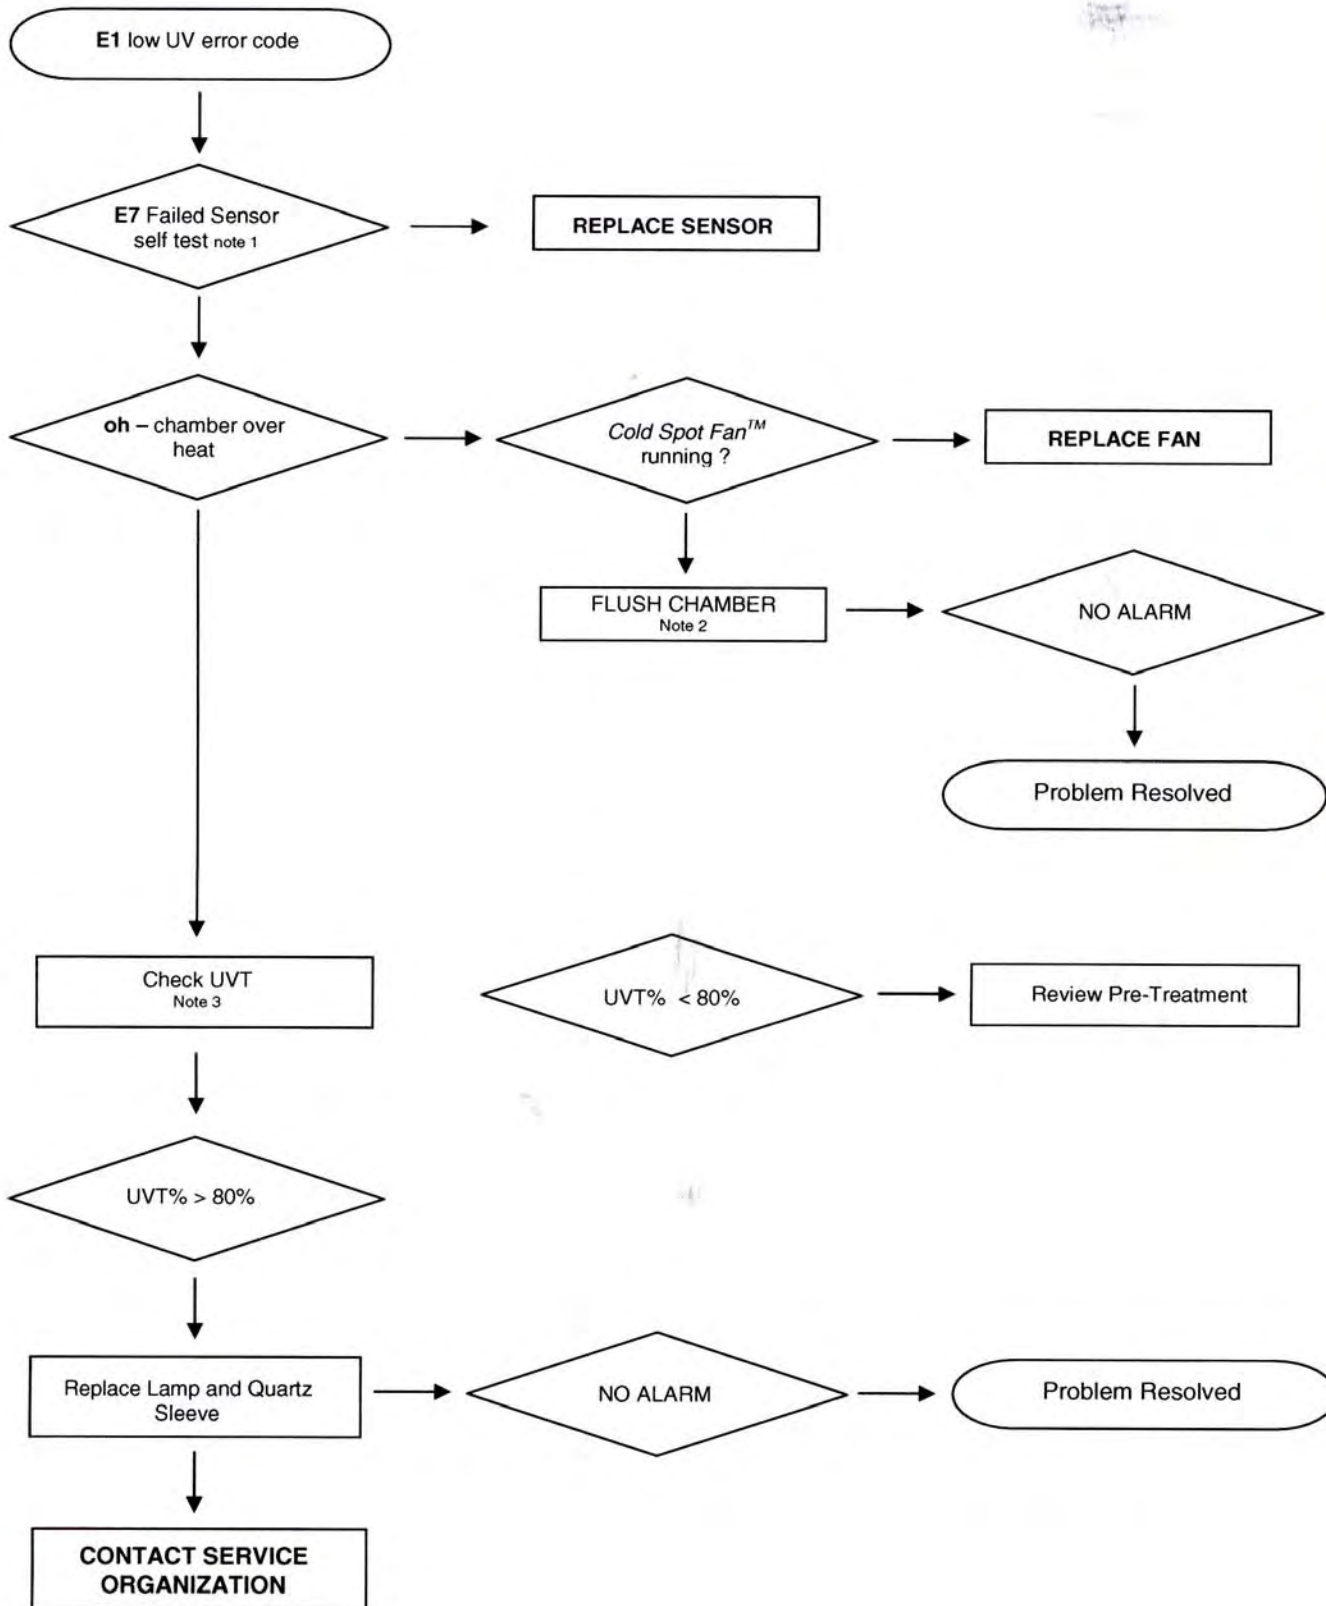 E1 low UV error code
E7 Failed Sensor
self test note 1
REPLACE SENSOR
oh – chamber over
heat
Cold Spot Fan™
running ?
REPLACE FAN
FLUSH CHAMBER
Note 2
NO ALARM
Problem Resolved
Check UVT
Note 3
UVT% < 80%
Review Pre-Treatment
UVT% > 80%
Replace Lamp and Quartz
Sleeve
NO ALARM
Problem Resolved
CONTACT SERVICE
ORGANIZATION